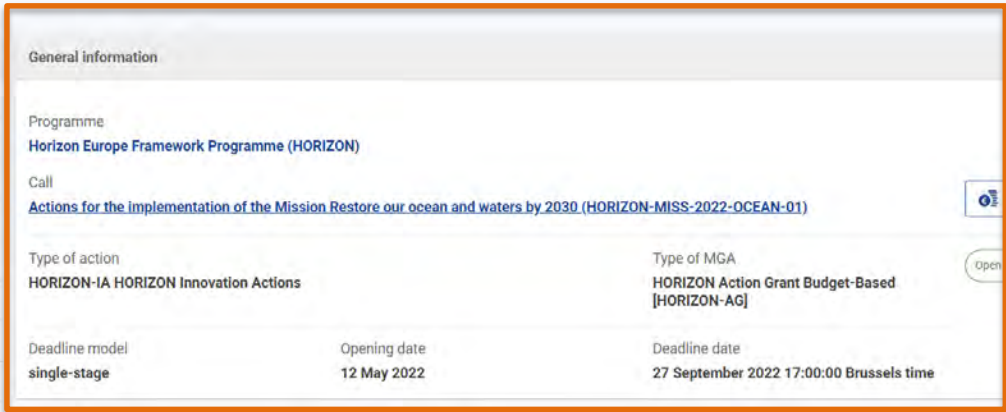 General information
Programme
Horizon Europe Framework Programme (HORIZON)
Call
Actions for the implementation of the Mission Restore our ocean and waters by 2030 (HORIZON-MISS-2022-OCEAN-01)
Type of action
Type of MGA
HORIZON-IA HORIZON Innovation Actions
HORIZON Action Grant Budget-Based
[HORIZON-AG]
Open
Deadline model
Opening date
Deadline date
single-stage
12 May 2022
27 September 2022 17:00:00 Brussels time